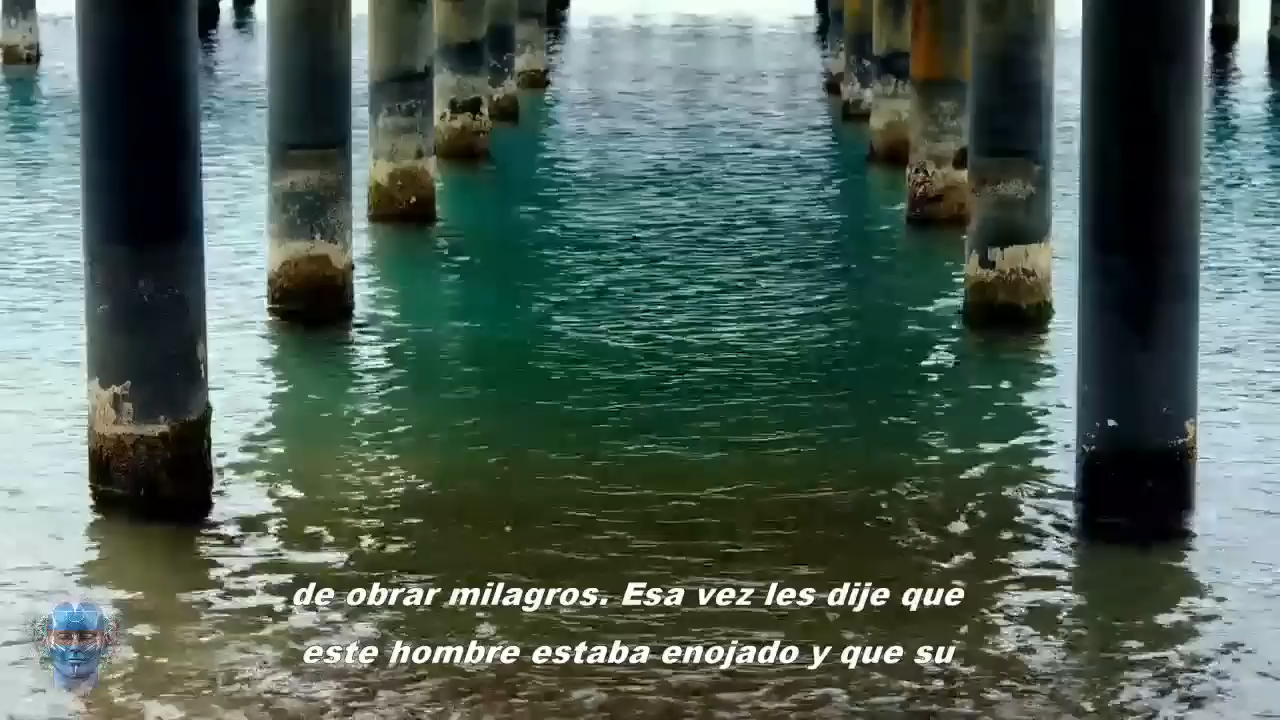 de obrar milagros. Esa vez les dije que
este hombre estaba enojado y que su